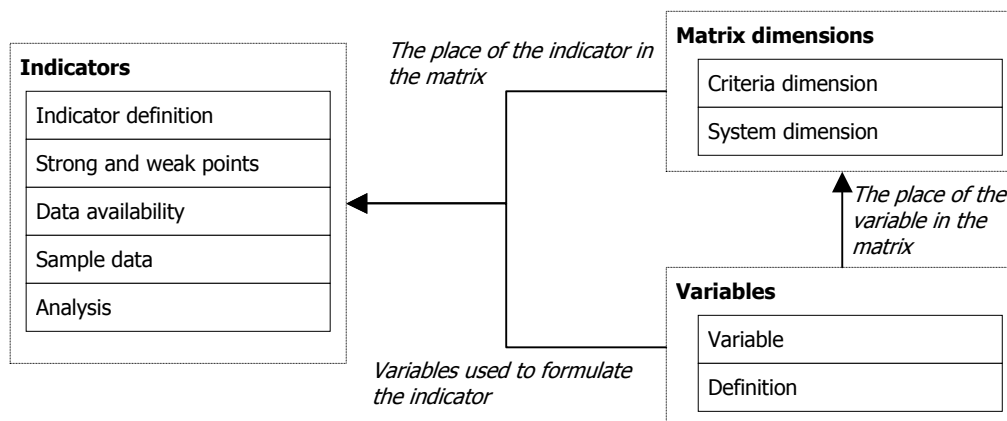 Indicators
Indicator definition
Strong and weak points
Data availability
Sample data
Analysis
The place of the indicator in
the matrix
Matrix dimensions
Criteria dimension
System dimension
The place of the
variable in the
matrix
Variables used to formulate
the indicator
Variables
Variable
Definition